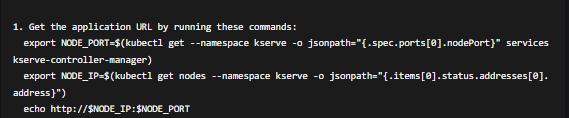 1. Get the application URL by running these commands:
  export NODE_PORT=$(kubectl get --namespace kserve -o jsonpath="{.spec.ports[0].nodePort}" services
kserve-controller-manager)
  export NODE_IP=$(kubectl get nodes --namespace kserve -o jsonpath="{.items[0].status.addresses[0].
address}")
  echo http://$NODE_IP:$NODE_PORT